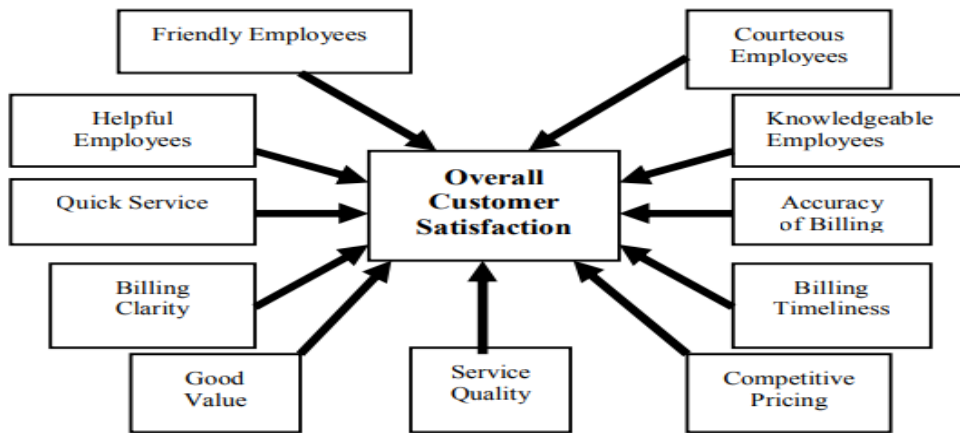 Friendly Employees
Courteous
Employees
Helpful
Employees
Knowledgeable
Employees
Overall
Customer
Satisfaction
Quick Service
Accuracy
of Billing
Billing
Clarity
Billing
Timeliness
Good
Value
Service
Quality
Competitive
Pricing